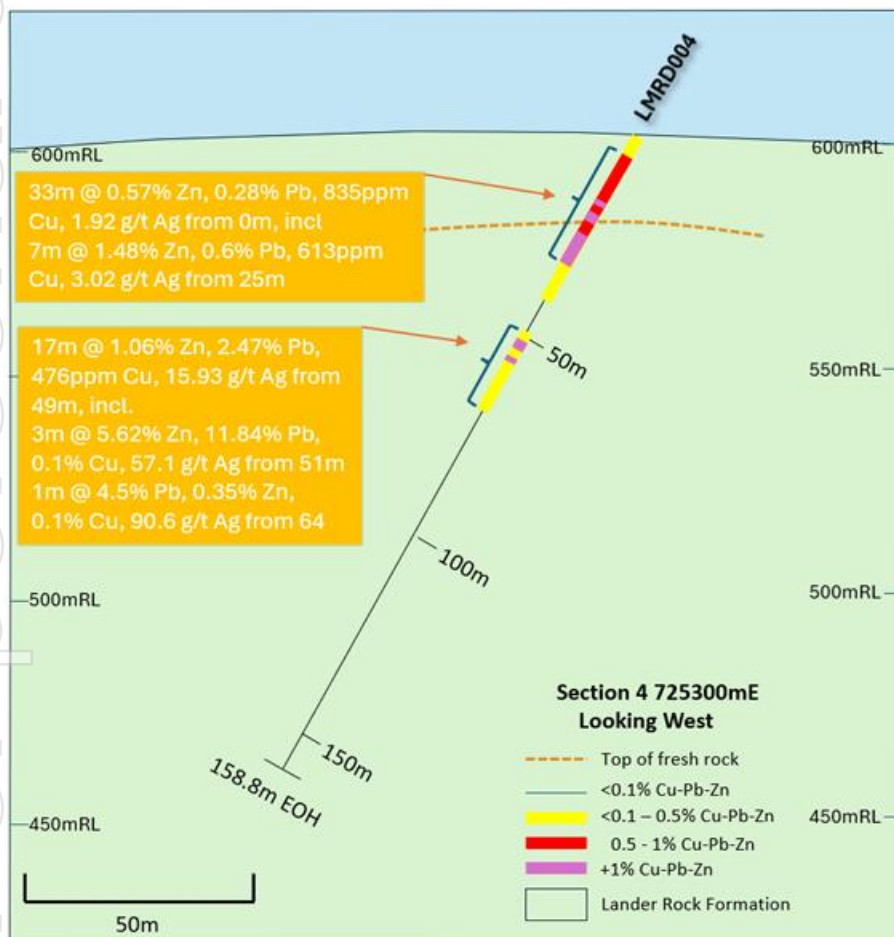 LMRD004
600mRL
600mRL
33m @ 0.57% Zn, 0.28% Pb, 835ppm
Cu, 1.92 g/t Ag from 0m, incl
7m @ 1.48% Zn, 0.6% Pb, 613ppm
Cu, 3.02 g/t Ag from 25m
17m @ 1.06% Zn, 2.47% Pb,
476ppm Cu, 15.93 g/t Ag from
49m, incl.
3m @ 5.62% Zn, 11.84% Pb,
0.1% Cu, 57.1 g/t Ag from 51m
1m @ 4.5% Pb, 0.35% Zn,
0.1% Cu, 90.6 g/t Ag from 64
50m
550mRL
100m
500mRL
500mRL
150m
158.8m EOH
450mRL
450mRL
50m
Section 4 725300mE
Looking West
Top of fresh rock
<0.1% Cu-Pb-Zn
<0.1 – 0.5% Cu-Pb-Zn
0.5 - 1% Cu-Pb-Zn
+1% Cu-Pb-Zn
Lander Rock Formation